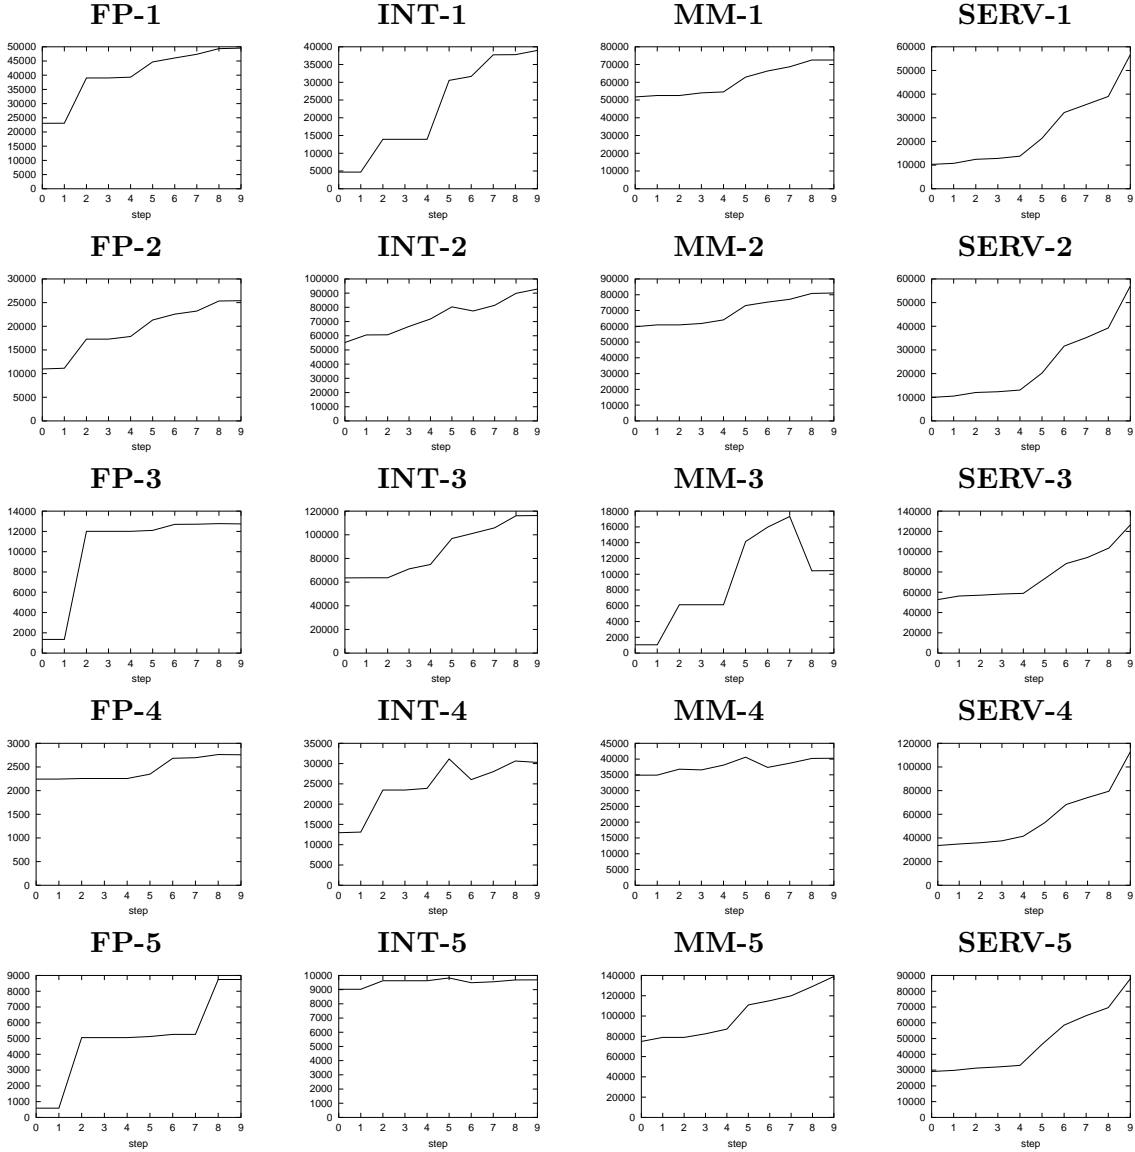 FP-1 INT-1 MM-1 SERV-1
50000 40000 80000 60000
45000 35000 70000 50000
40000 30000 60000 40000
35000 25000 50000 30000
30000 20000 40000 20000
25000 15000 30000 10000
20000 10000 20000 0
15000 5000 10000
10000 0 0
5000
0
0 1 2 3 4 5 6 7 8 9 0 1 2 3 4 5 6 7 8 9 0 1 2 3 4 5 6 7 8 9 0 1 2 3 4 5 6 7 8 9
step step step step
FP-2 INT-2 MM-2 SERV-2
30000 100000 90000 60000
25000 90000 80000 50000
20000 80000 70000 40000
15000 70000 60000 30000
10000 60000 50000 20000
5000 50000 40000 10000
0 40000 30000 0
30000 20000
20000 10000
10000 0
0
0 1 2 3 4 5 6 7 8 9 0 1 2 3 4 5 6 7 8 9 0 1 2 3 4 5 6 7 8 9 0 1 2 3 4 5 6 7 8 9
step step step step
FP-3 INT-3 MM-3 SERV-3
14000 120000 18000 140000
12000 100000 16000 120000
10000 80000 14000 100000
8000 60000 12000 80000
6000 40000 10000 60000
4000 20000 8000 40000
2000 0 6000 20000
0 4000 0
2000
0
0 1 2 3 4 5 6 7 8 9 0 1 2 3 4 5 6 7 8 9 0 1 2 3 4 5 6 7 8 9 0 1 2 3 4 5 6 7 8 9
step step step step
FP-4 INT-4 MM-4 SERV-4
3000 35000 45000 120000
2500 30000 40000 100000
2000 25000 35000 80000
1500 20000 30000 60000
1000 15000 25000 40000
500 10000 20000 20000
0 5000 15000 0
0 10000
5000
0
0 1 2 3 4 5 6 7 8 9 0 1 2 3 4 5 6 7 8 9 0 1 2 3 4 5 6 7 8 9 0 1 2 3 4 5 6 7 8 9
step step step step
FP-5 INT-5 MM-5 SERV-5
9000 10000 140000 90000
8000 9000 120000 80000
7000 8000 100000 70000
6000 7000 80000 60000
5000 6000 60000 50000
4000 5000 40000 40000
3000 4000 20000 30000
2000 3000 0 20000
1000 2000 10000
0 1000 0
0
0 1 2 3 4 5 6 7 8 9 0 1 2 3 4 5 6 7 8 9 0 1 2 3 4 5 6 7 8 9 0 1 2 3 4 5 6 7 8 9
step step step step